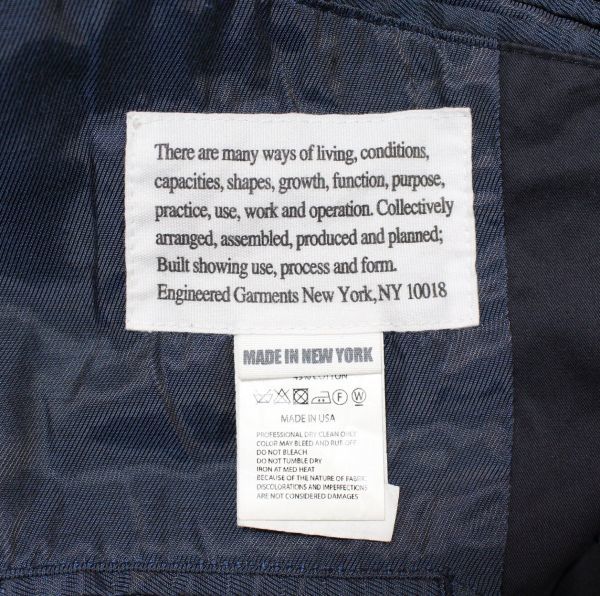 There are many ways of living, conditions,
capacities, shapes, growth, function, purpose,
practice, use, work and operation. Collectively
arranged, assembled, produced and planned;
Built showing use, process and form.
Engineered Garments New York, NY 10018
MADE IN NEW YORK
COTTON
MADE IN USA
PROFESSIONAL DRY CLEAN ONLY
COLOR MAY BLEED AND RUB OFF
DO NOT BLEACH
DO NOT TUMBLE DRY
IRON AT MED HEAT
BECAUSE OF THE NATURE OF FABRIC
DISCOLORATIONS AND IMPERFECTIONS
ARE NOT CONSIDERED DAMAGES